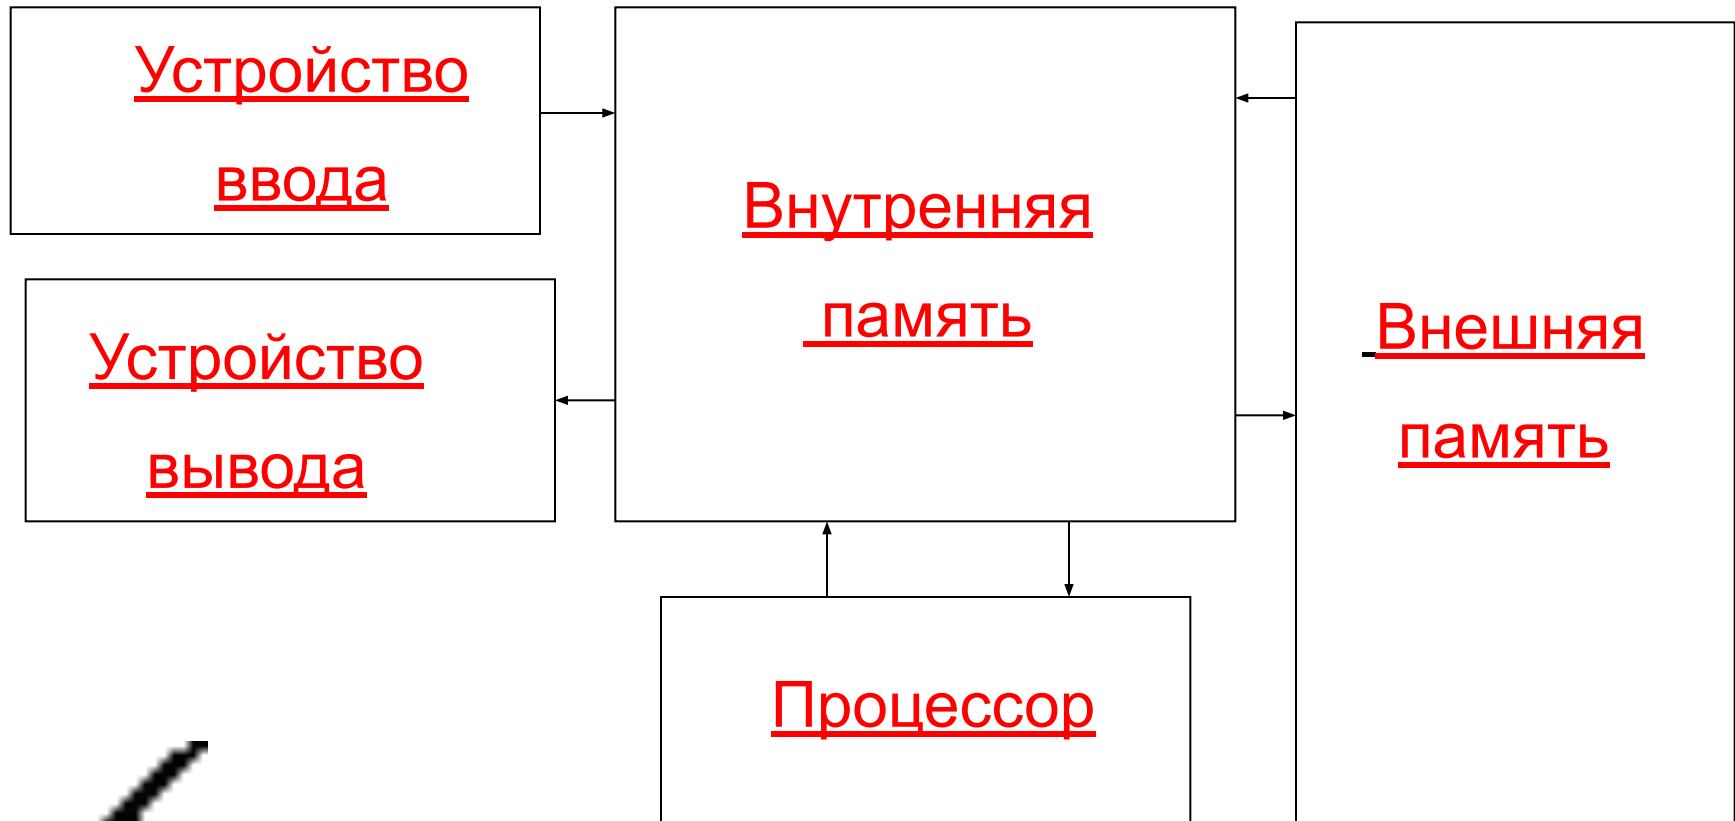 Устройство
ввода
Внутренняя
память
Устройство
вывода
Внешняя
память
Процессор